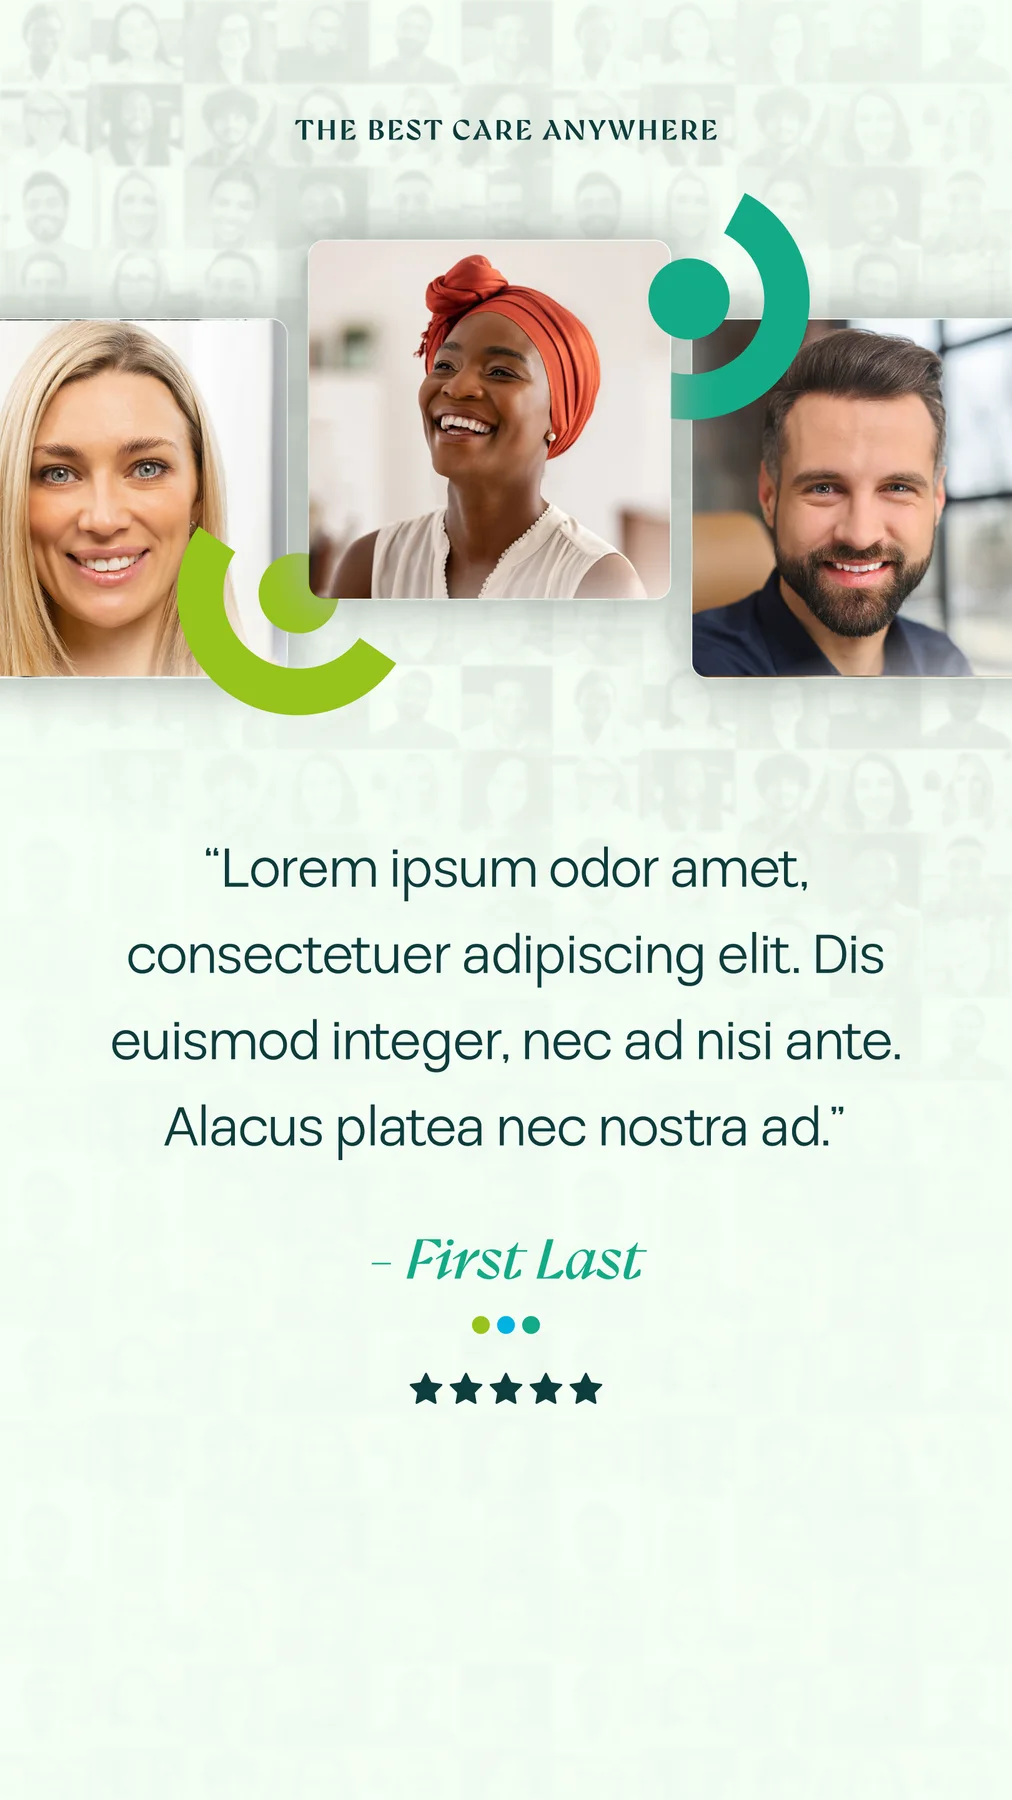 THE BEST CARE ANYWHERE
“Lorem ipsum odor amet,
consectetuer adipiscing elit. Dis
euismod integer, nec ad nisi ante.
Alacus platea nec nostra ad.”
– First Last